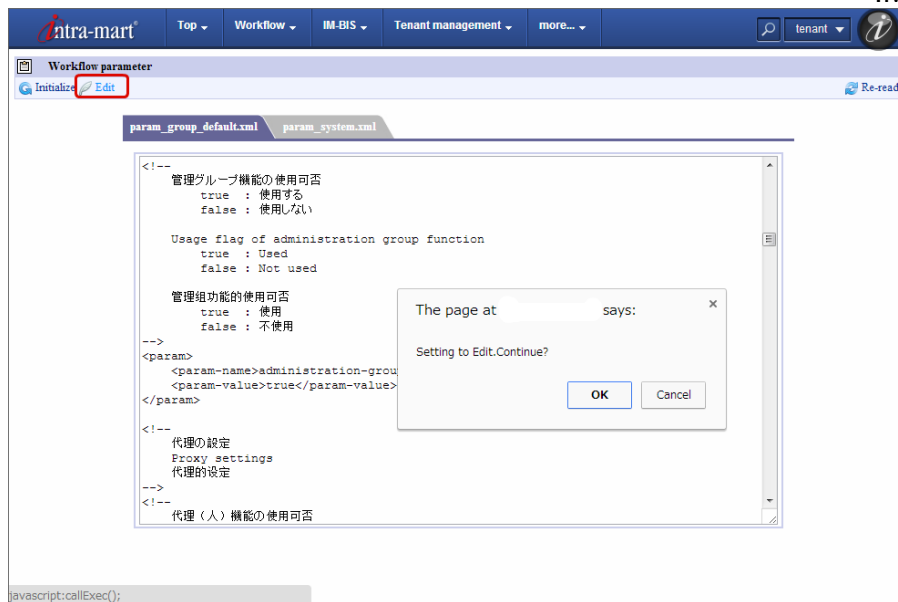 intra-mart®
Top Workflow IM-BIS Tenant management more... tenant
Workflow parameter
Initialize Edit Re-read
param_group_default.xml param_system.xml
<!--
管理グループ機能の使用可否
true : 使用する
false : 使用しない
Usage flag of administration group function
true : Used
false : Not used
管理组功能的使用可否
true : 使用
false : 不使用
-->
<param>
<param-name>administration-grou
<param-value>true</param-value>
</param>
<!--
代理の設定
Proxy settings
代理的设定
-->
<!--
代理（人）機能の使用可否
The page at says:
Setting to Edit.Continue?
OK Cancel
javascript:callExec();